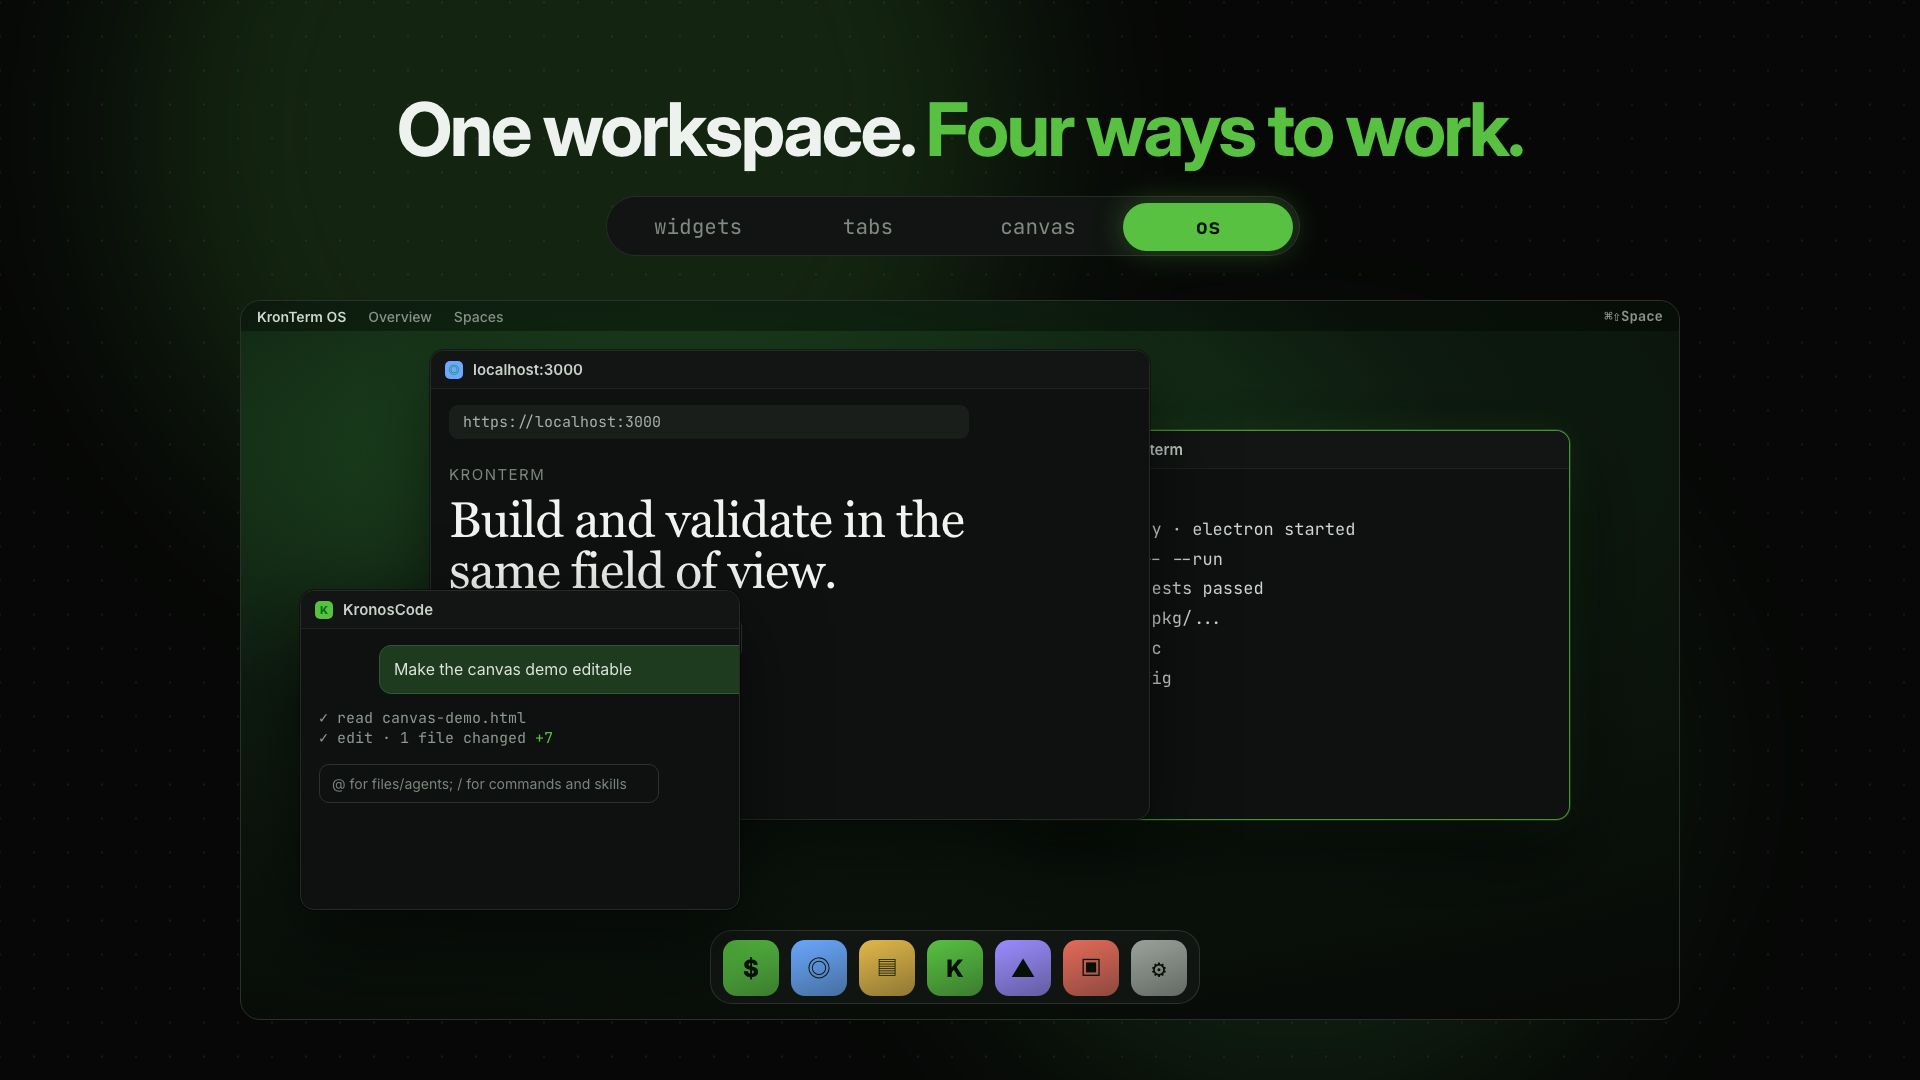 One workspace. Four ways to work.
widgets tabs canvas os
KronTerm OS Overview Spaces ⌘⇧Space
localhost:3000
https://localhost:3000
KRONTERM
Build and validate in the
same field of view.
term
y · electron started
-- --run
ests passed
pkg/...
c
ig
KronosCode
Make the canvas demo editable
✓ read canvas-demo.html
✓ edit · 1 file changed +7
@ for files/agents; / for commands and skills
$ K